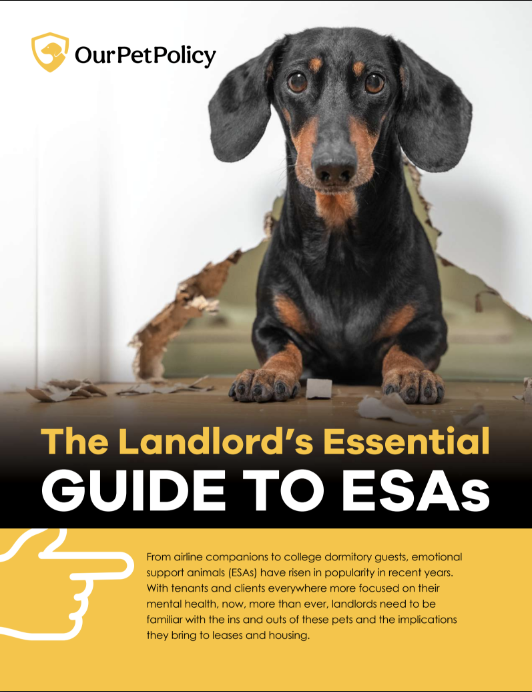 OurPetPolicy
The Landlord's Essential
GUIDE TO ESAs
From airline companions to college dormitory guests, emotional
support animals (ESAs) have risen in popularity in recent years.
With tenants and clients everywhere more focused on their
mental health, now, more than ever, landlords need to be
familiar with the ins and outs of these pets and the implications
they bring to leases and housing.